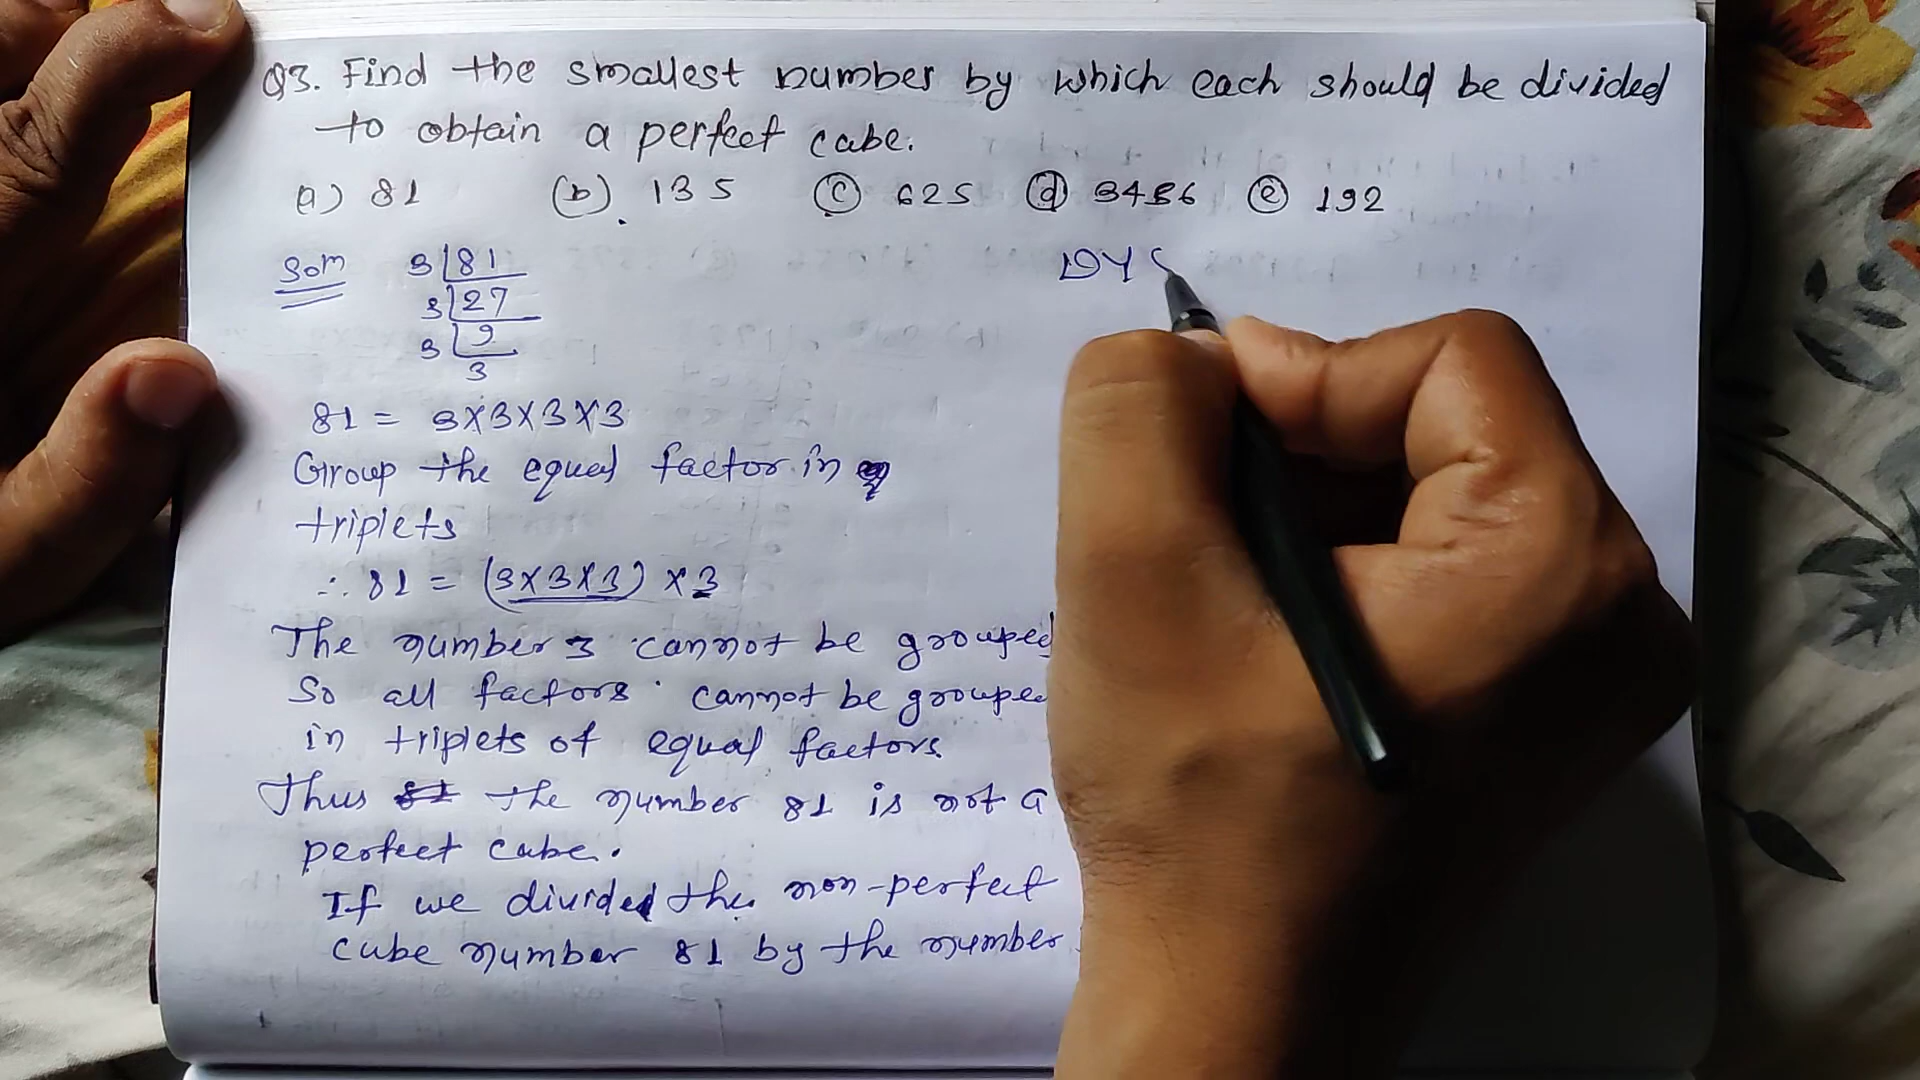 Q3. Find the smallest number by which each should be divided
to obtain a perfect cube.
a) 81 (b). 135 (c) 625 (d) 3456 (e) 192
Som
3 | 81
3 | 27
3 | 9
3
81 = 3×3×3×3
Group the equal factor in
triplets
∴ 81 = (3×3×3) ×3
The number 3 cannot be grouped
So all factors cannot be groupe
in triplets of equal factors.
Thus the number 81 is not a
perfect cube.
If we divided the non-perfect
cube number 81 by the number